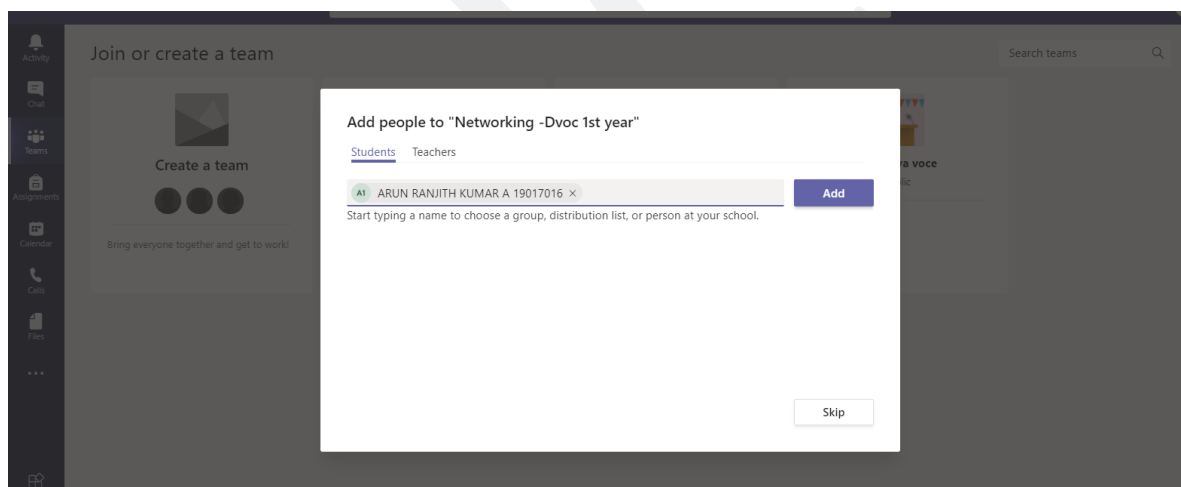 Activity
Join or create a team
Search teams
Chat
Teams
Create a team
Assignments
Calendar
Bring everyone together and get to work!
Calls
Files
Add people to "Networking -Dvoc 1st year"
Students Teachers
A1 ARUN RANJITH KUMAR A 19017016 ×
Add
Start typing a name to choose a group, distribution list, or person at your school.
Skip
voce